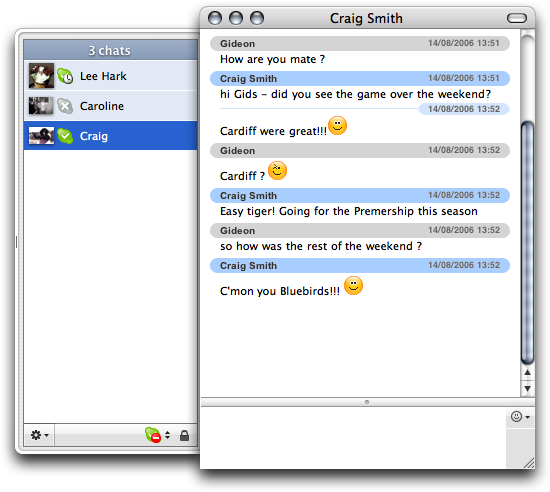 Craig Smith
3 chats
Lee Hark
Caroline
Craig
Gideon 14/08/2006 13:51
How are you mate ?
Craig Smith 14/08/2006 13:51
hi Gids - did you see the game over the weekend?
14/08/2006 13:52
Cardiff were great!!!
Gideon 14/08/2006 13:52
Cardiff ?
Craig Smith 14/08/2006 13:52
Easy tiger! Going for the Premership this season
Gideon 14/08/2006 13:52
so how was the rest of the weekend ?
Craig Smith 14/08/2006 13:52
C'mon you Bluebirds!!!